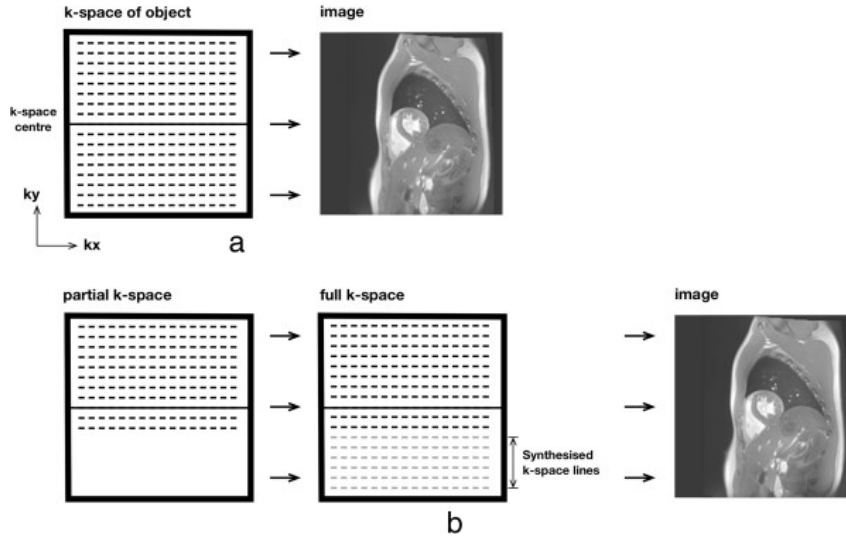 k-space of object
image
k-space
centre
ky
kx
a
partial k-space
full k-space
image
Synthesised
k-space lines
b